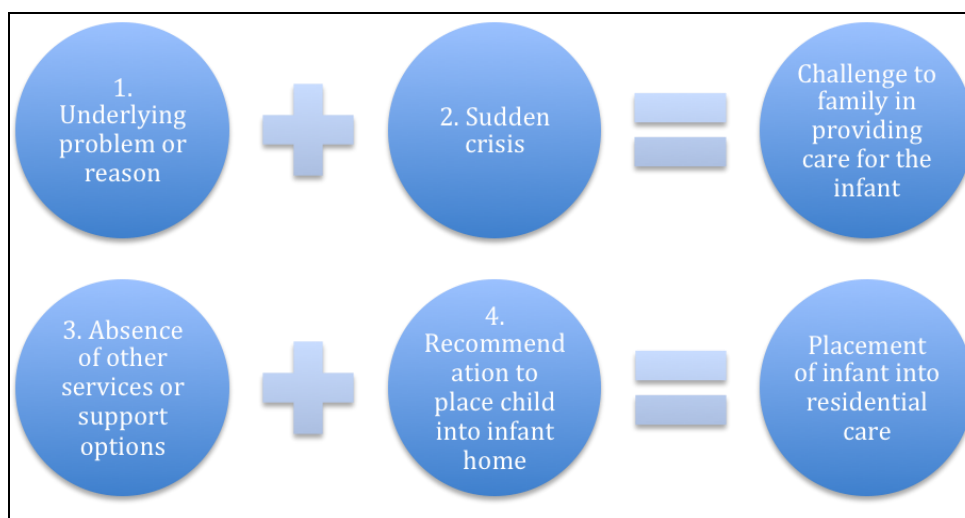 1.
Underlying
problem or
reason
2. Sudden
crisis
Challenge to
family in
providing
care for the
infant
3. Absence
of other
services or
support
options
4.
Recommend
ation to
place child
into infant
home
Placement
of infant into
residential
care